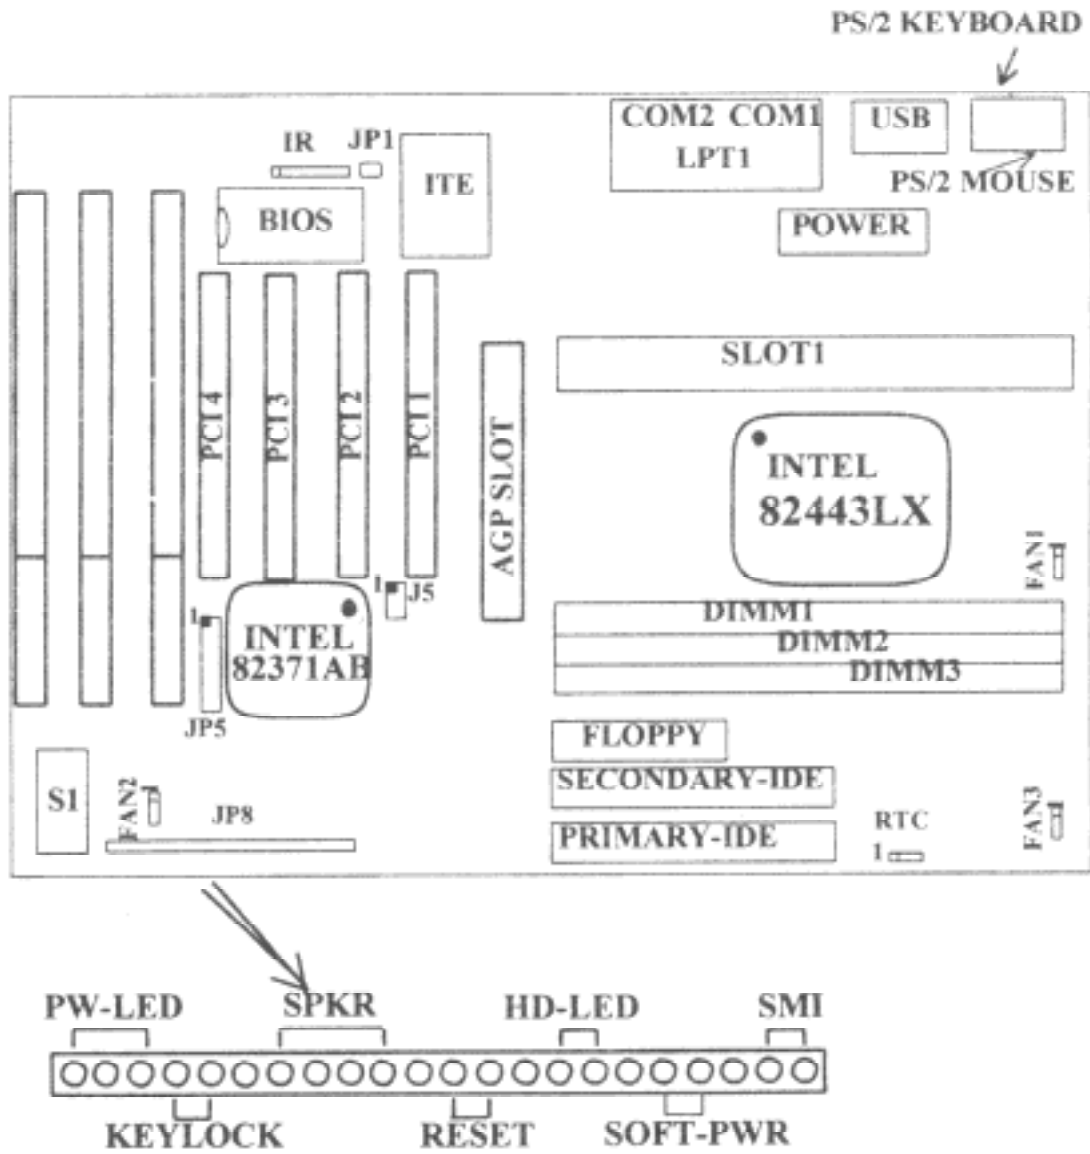 PS/2 KEYBOARD
COM2 COM1
LPT1
USB
IR
JP1
ITE
PS/2 MOUSE
BIOS
POWER
SLOT1
PCI 4
PCI 3
PCI 2
PCI 1
AGP SLOT
INTEL
82443LX
FAN1
1
J5
DIMM1
DIMM2
DIMM3
1
INTEL
82371AB
JP5
FLOPPY
SECONDARY-IDE
PRIMARY-IDE
S1
FAN2
JP8
RTC
1
FAN3
PW-LED
SPKR
HD-LED
SMI
KEYLOCK
RESET
SOFT-PWR